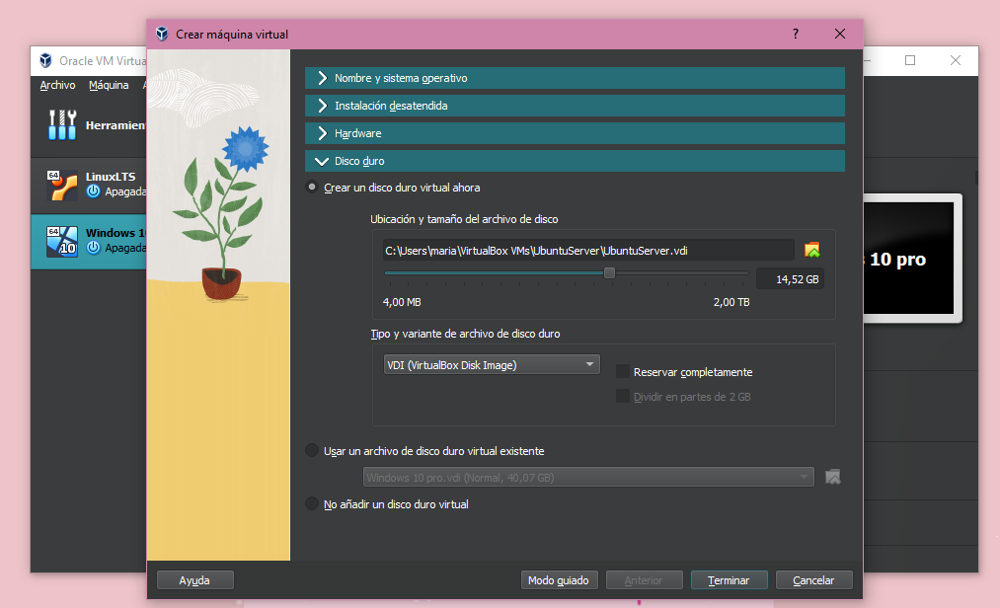 Crear máquina virtual
?
Oracle VM Virtua
Archivo Máquina
Herramien
64
LinuxLTS
Apagada
64
10
Windows 10
Apagada
10 pro
Nombre y sistema operativo
Instalación desatendida
Hardware
Disco duro
Crear un disco duro virtual ahora
Ubicación y tamaño del archivo de disco
C:\Users\maria\VirtualBox VMs\UbuntuServer\UbuntuServer.vdi
14,52 GB
4,00 MB 2,00 TB
Tipo y variante de archivo de disco duro
VDI (VirtualBox Disk Image)
Reservar completamente
Dividir en partes de 2 GB
Usar un archivo de disco duro virtual existente
Windows 10 pro.vdi (Normal, 40,07 GB)
No añadir un disco duro virtual
Ayuda Modo guiado Anterior Terminar Cancelar